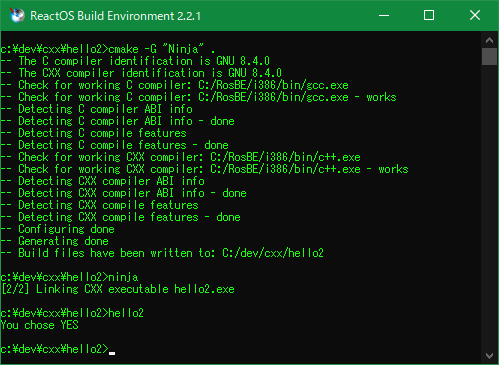 ReactOS Build Environment 2.2.1
c:¥dev¥cxx¥hello2>cmake -G "Ninja" .
-- The C compiler identification is GNU 8.4.0
-- The CXX compiler identification is GNU 8.4.0
-- Check for working C compiler: C:/RosBE/i386/bin/gcc.exe
-- Check for working C compiler: C:/RosBE/i386/bin/gcc.exe - works
-- Detecting C compiler ABI info
-- Detecting C compiler ABI info - done
-- Detecting C compile features
-- Detecting C compile features - done
-- Check for working CXX compiler: C:/RosBE/i386/bin/c++.exe
-- Check for working CXX compiler: C:/RosBE/i386/bin/c++.exe - works
-- Detecting CXX compiler ABI info
-- Detecting CXX compiler ABI info - done
-- Detecting CXX compile features
-- Detecting CXX compile features - done
-- Configuring done
-- Generating done
-- Build files have been written to: C:/dev/cxx/hello2
c:¥dev¥cxx¥hello2>ninja
[2/2] Linking CXX executable hello2.exe
c:¥dev¥cxx¥hello2>hello2
You chose YES
c:¥dev¥cxx¥hello2>